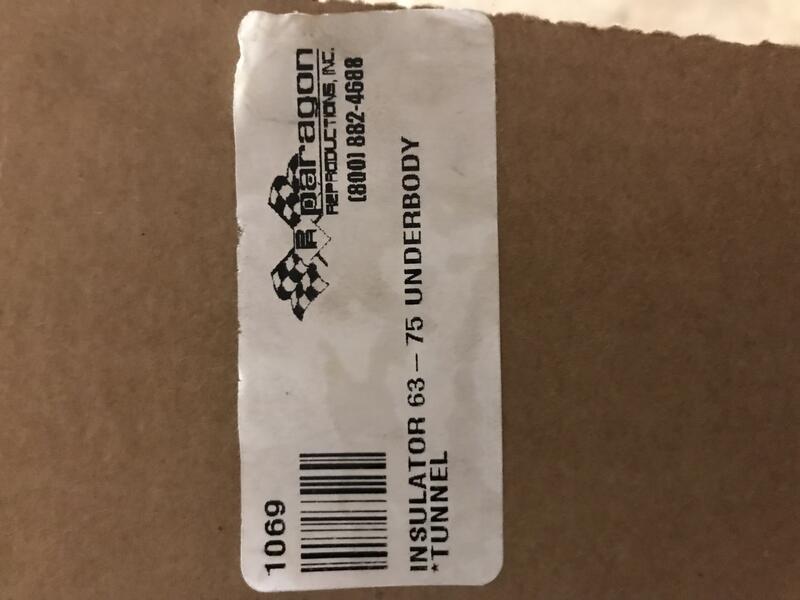 1069
paragon
REPRODUCTIONS, INC.
(800) 882-4688
INSULATOR 63 - 75 UNDERBODY
*TUNNEL